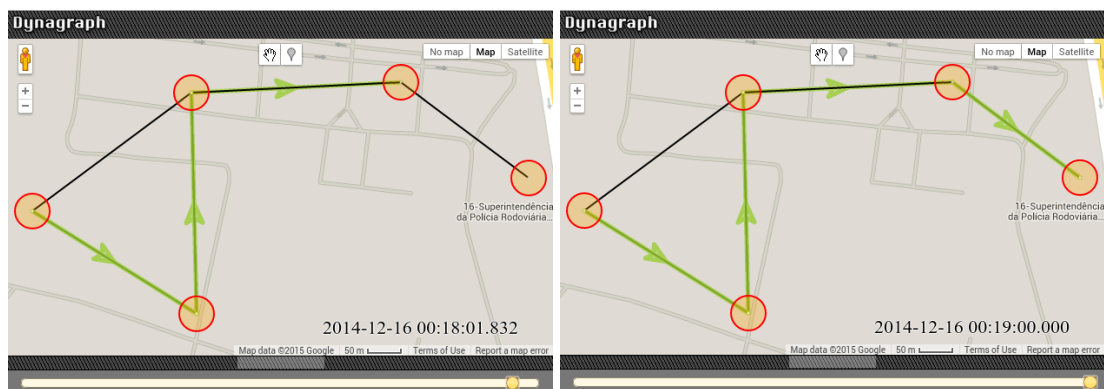 Dynagraph
No map Map Satellite
+
−
16-Superintendência
da Polícia Rodoviária...
2014-12-16 00:18:01.832
Map data ©2015 Google 50 m Terms of Use Report a map error
Dynagraph
No map Map Satellite
+
−
16-Superintendência
da Polícia Rodoviária...
2014-12-16 00:19:00.000
Map data ©2015 Google 50 m Terms of Use Report a map error